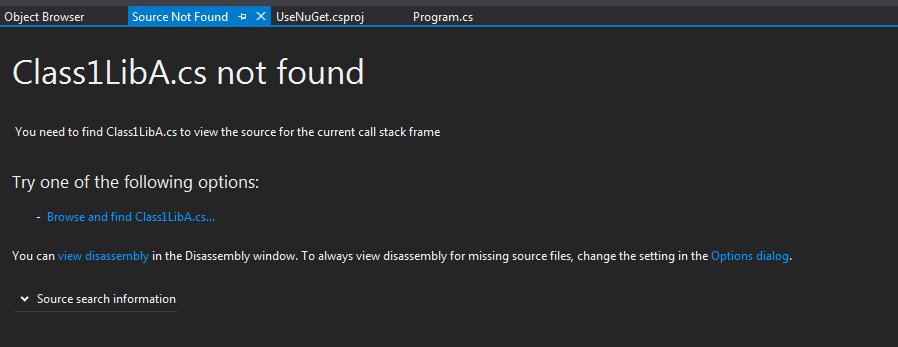 Object Browser Source Not Found UseNuGet.csproj Program.cs
Class1LibA.cs not found
You need to find Class1LibA.cs to view the source for the current call stack frame
Try one of the following options:
- Browse and find Class1LibA.cs...
You can view disassembly in the Disassembly window. To always view disassembly for missing source files, change the setting in the Options dialog.
Source search information